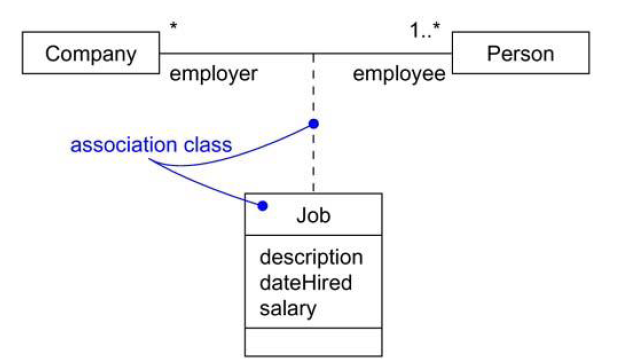 *
1..*
Company
Person
employer
employee
association class
Job
description
dateHired
salary